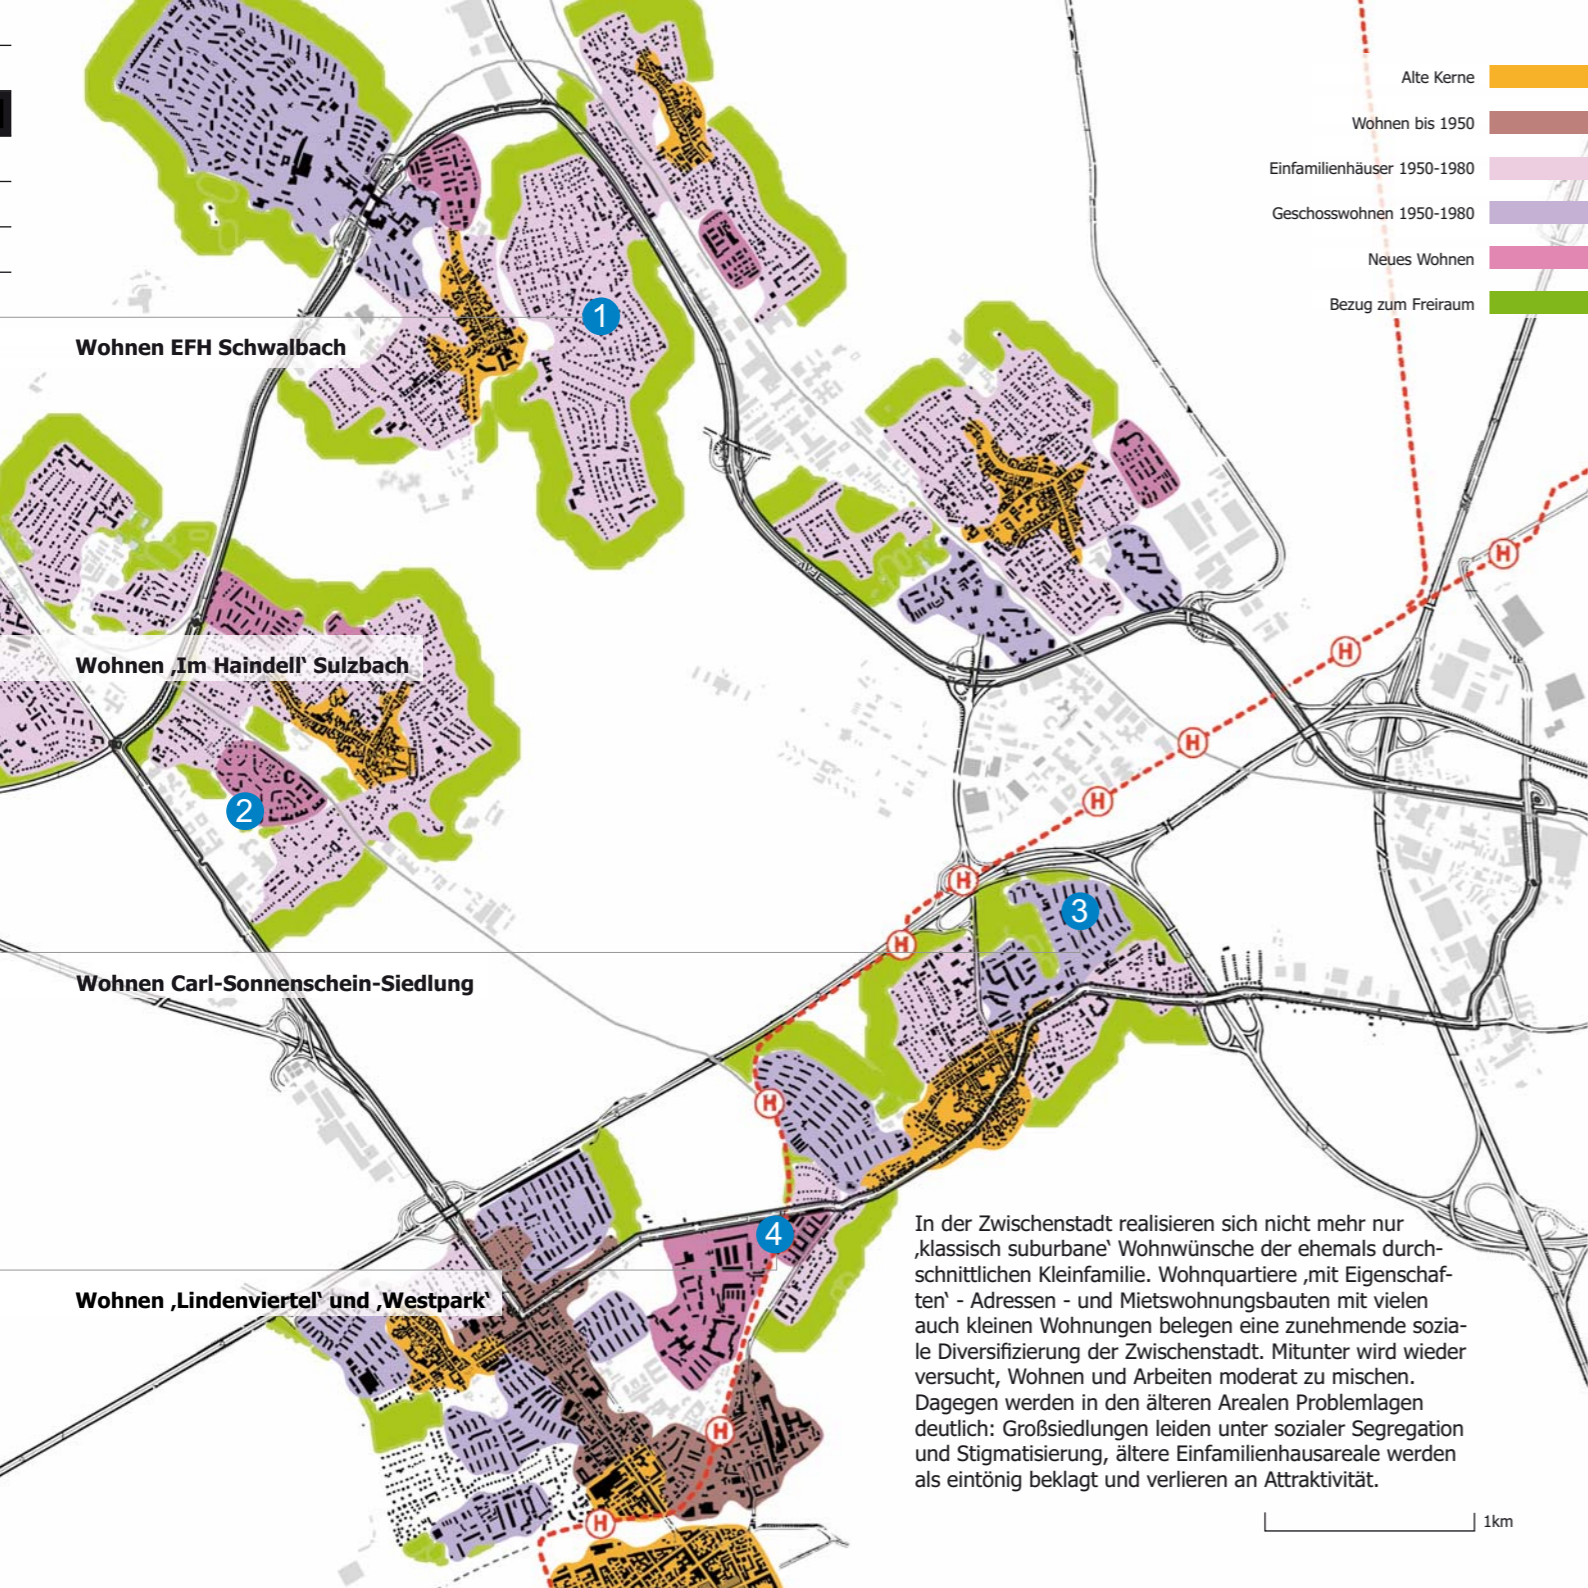 Alte Kerne
Wohnen bis 1950
Einfamilienhäuser 1950-1980
Geschosswohnen 1950-1980
Neues Wohnen
Bezug zum Freiraum
1
Wohnen EFH Schwalbach
Wohnen ‚Im Haindell‘ Sulzbach
2
3
Wohnen Carl-Sonnenschein-Siedlung
4
Wohnen ‚Lindenviertel‘ und ‚Westpark‘
H
H
H
H
H
H
H
H
H
In der Zwischenstadt realisieren sich nicht mehr nur
‚klassisch suburbane‘ Wohnwünsche der ehemals durch-
schnittlichen Kleinfamilie. Wohnquartiere ‚mit Eigenschaf-
ten‘ - Adressen - und Mietswohnungsbauten mit vielen
auch kleinen Wohnungen belegen eine zunehmende sozia-
le Diversifizierung der Zwischenstadt. Mitunter wird wieder
versucht, Wohnen und Arbeiten moderat zu mischen.
Dagegen werden in den älteren Arealen Problemlagen
deutlich: Großsiedlungen leiden unter sozialer Segregation
und Stigmatisierung, ältere Einfamilienhausareale werden
als eintönig beklagt und verlieren an Attraktivität.
1km